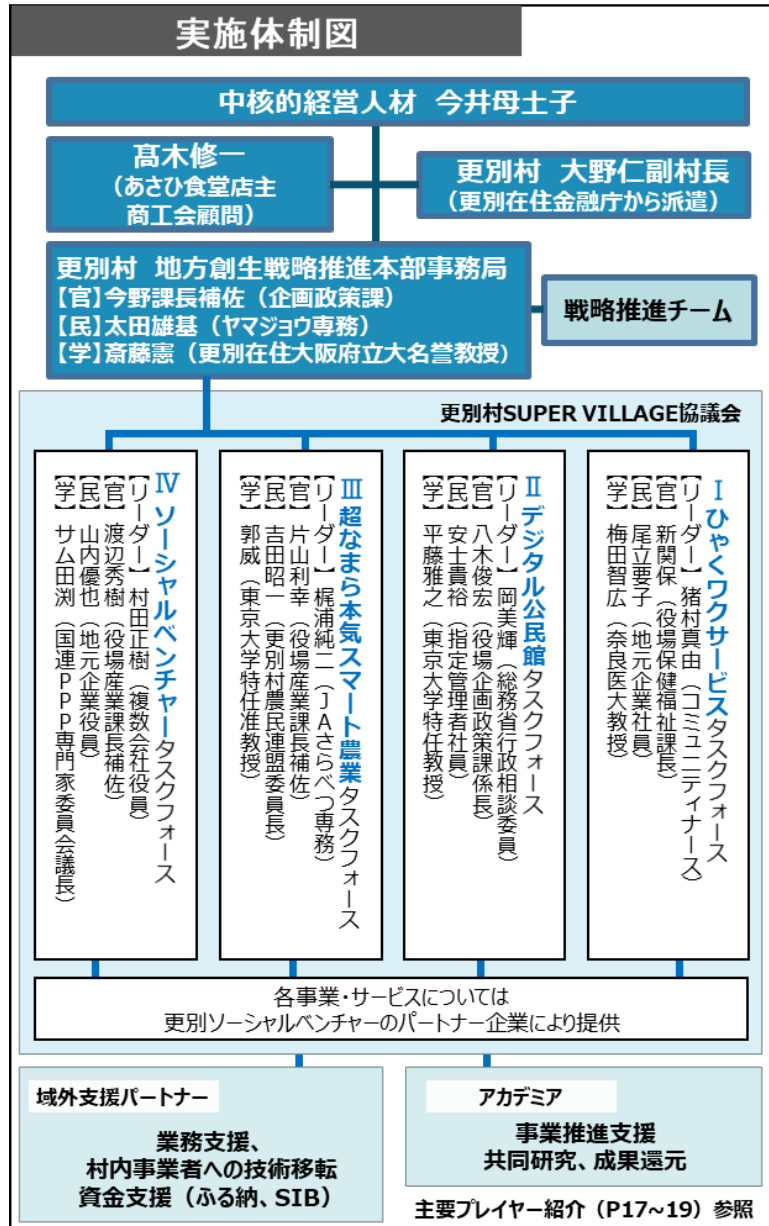 実施体制図
中核的経営人材 今井母土子
髙木修一
(あさひ食堂店主
商工会顧問)
更別村 大野仁副村長
(更別在住金融庁から派遣)
更別村 地方創生戦略推進本部事務局
【官】今野課長補佐(企画政策課)
【民】太田雄基(ヤマジョウ専務)
【学】斎藤憲(更別在住大阪府立大名誉教授)
戦略推進チーム
更別村SUPER VILLAGE協議会
Ⅰひゃくワクサービスタスクフォース
【リーダー】猪村真由(コミュニティナース)
【官】新関保(役場保健福祉課長)
【民】尾立要子(地元企業社員)
【学】梅田智広(奈良医大教授)
Ⅱデジタル公民館タスクフォース
【リーダー】岡美輝(総務省行政相談委員)
【官】八木俊宏(役場企画政策課係長)
【民】安士貴裕(指定管理者社員)
【学】平藤雅之(東京大学特任教授)
Ⅲ超なまら本気スマート農業タスクフォース
【リーダー】梶浦純二(JAさらべつ専務)
【官】片山利幸(役場産業課長補佐)
【民】吉田昭一(更別村農民連盟委員長)
【学】郭威(東京大学特任准教授)
Ⅳソーシャルベンチャータスクフォース
【リーダー】村田正樹(複数会社役員)
【官】渡辺秀樹(役場産業課長補佐)
【民】山内優也(地元企業役員)
【学】サム田渕(国連PPP専門家委員会議長)
各事業・サービスについては
更別ソーシャルベンチャーのパートナー企業により提供
域外支援パートナー
業務支援、
村内事業者への技術移転
資金支援(ふる納、SIB)
アカデミア
事業推進支援
共同研究、成果還元
主要プレイヤー紹介(P17~19)参照